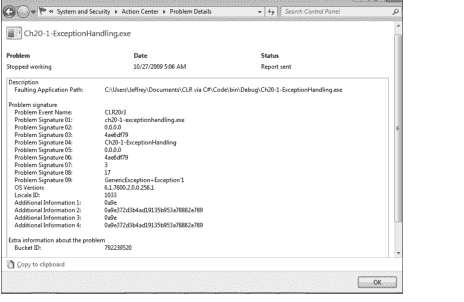 « System and Security ▸ Action Center ▸ Problem Details
Search Control Panel
Ch20-1-ExceptionHandling.exe
Problem Date Status
Stopped working 10/27/2009 5:06 AM Report sent
Description
Faulting Application Path: C:\Users\Jeffrey\Documents\CLR via C#\Code\bin\Debug\Ch20-1-ExceptionHandling.exe
Problem signature
Problem Event Name: CLR20r3
Problem Signature 01: ch20-1-exceptionhandling.exe
Problem Signature 02: 0.0.0.0
Problem Signature 03: 4ae6df79
Problem Signature 04: Ch20-1-ExceptionHandling
Problem Signature 05: 0.0.0.0
Problem Signature 06: 4ae6df79
Problem Signature 07: 3
Problem Signature 08: 17
Problem Signature 09: GenericException+Exception`1
OS Version: 6.1.7600.2.0.0.256.1
Locale ID: 1033
Additional Information 1: 0a9e
Additional Information 2: 0a9e372d3b4ad19135b953a78882e789
Additional Information 3: 0a9e
Additional Information 4: 0a9e372d3b4ad19135b953a78882e789
Extra information about the problem
Bucket ID: 792239520
Copy to clipboard
OK